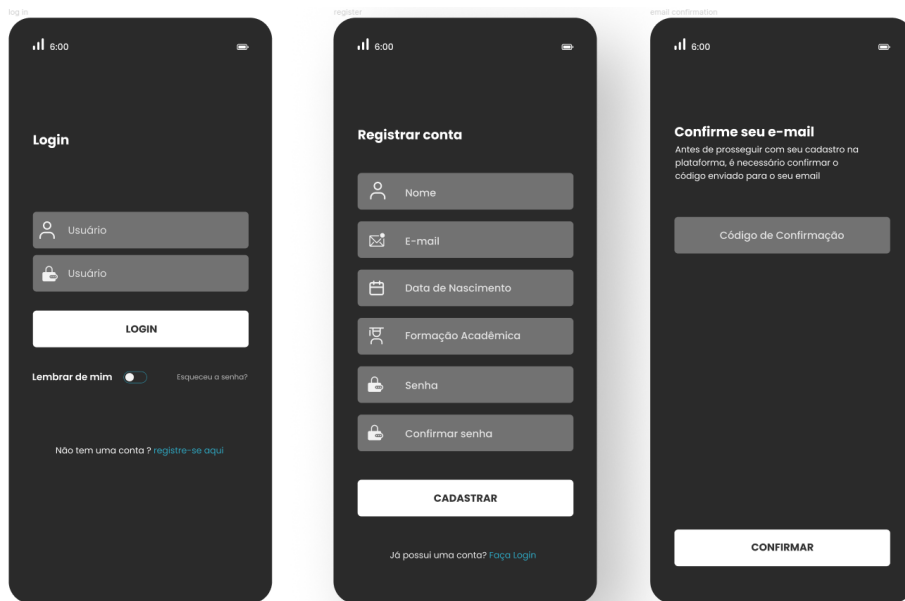 log in
6:00
Login
Usuário
Usuário
LOGIN
Lembrar de mim
Esqueceu a senha?
Não tem uma conta ? registre-se aqui
register
6:00
Registrar conta
Nome
E-mail
Data de Nascimento
Formação Acadêmica
Senha
Confirmar senha
CADASTRAR
Já possui uma conta? Faça Login
email confirmation
6:00
Confirme seu e-mail
Antes de prosseguir com seu cadastro na
plataforma, é necessário confirmar o
código enviado para o seu email
Código de Confirmação
CONFIRMAR